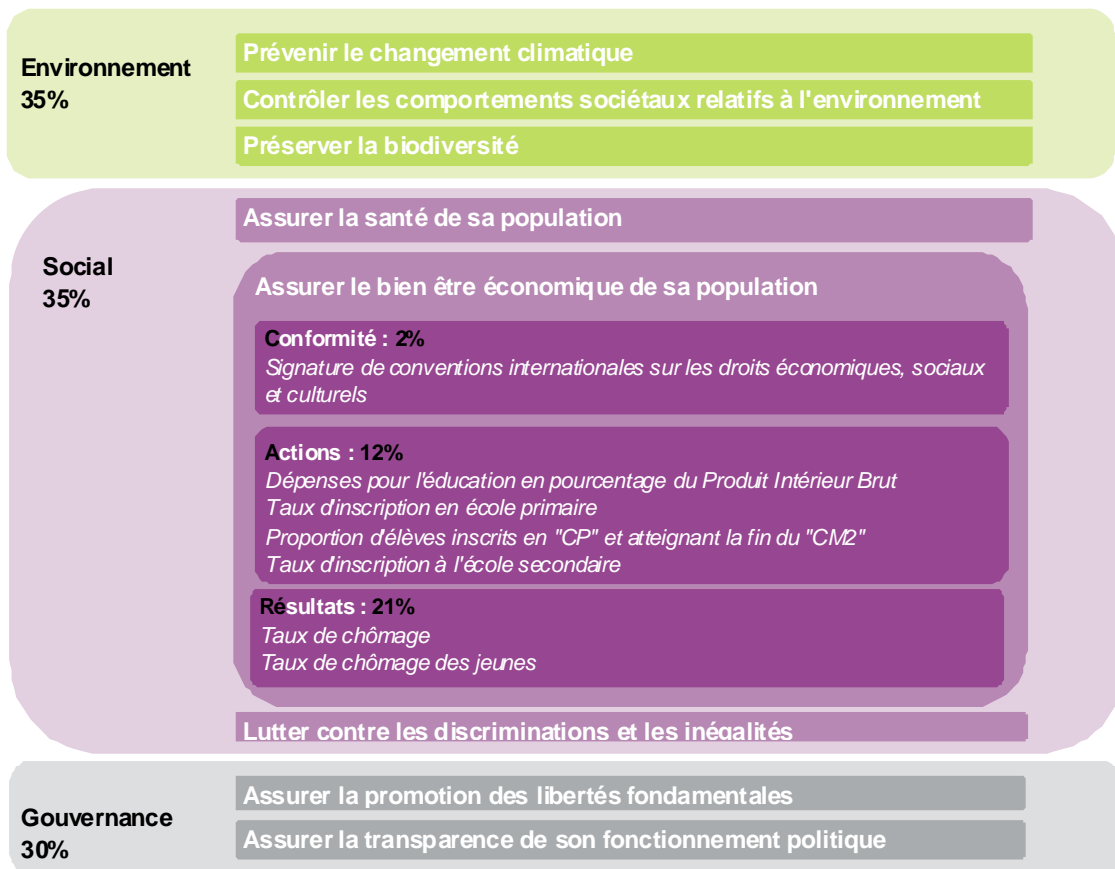 Environnement
35%
Prévenir le changement climatique
Contrôler les comportements sociétaux relatifs à l'environnement
Préserver la biodiversité
Social
35%
Assurer la santé de sa population
Assurer le bien être économique de sa population
Conformité : 2%
Signature de conventions internationales sur les droits économiques, sociaux
et culturels
Actions : 12%
Dépenses pour l'éducation en pourcentage du Produit Intérieur Brut
Taux d'inscription en école primaire
Proportion d'élèves inscrits en "CP" et atteignant la fin du "CM2"
Taux d'inscription à l'école secondaire
Résultats : 21%
Taux de chômage
Taux de chômage des jeunes
Lutter contre les discriminations et les inégalités
Gouvernance
30%
Assurer la promotion des libertés fondamentales
Assurer la transparence de son fonctionnement politique